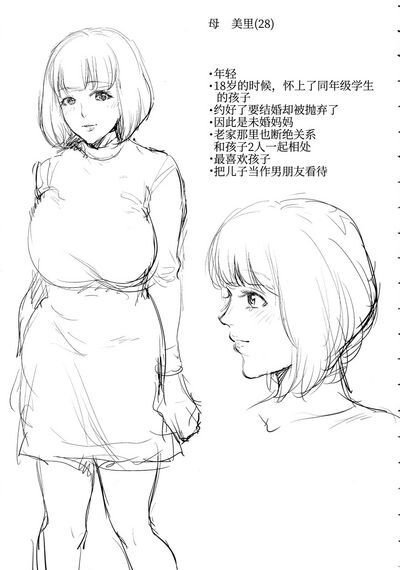 母　美里(28)
・年轻
・18岁的时候，怀上了同年级学生
的孩子
・约好了要结婚却被抛弃了
・因此是未婚妈妈
・老家那里也断绝关系
和孩子2人一起相处
・最喜欢孩子
・把儿子当作男朋友看待